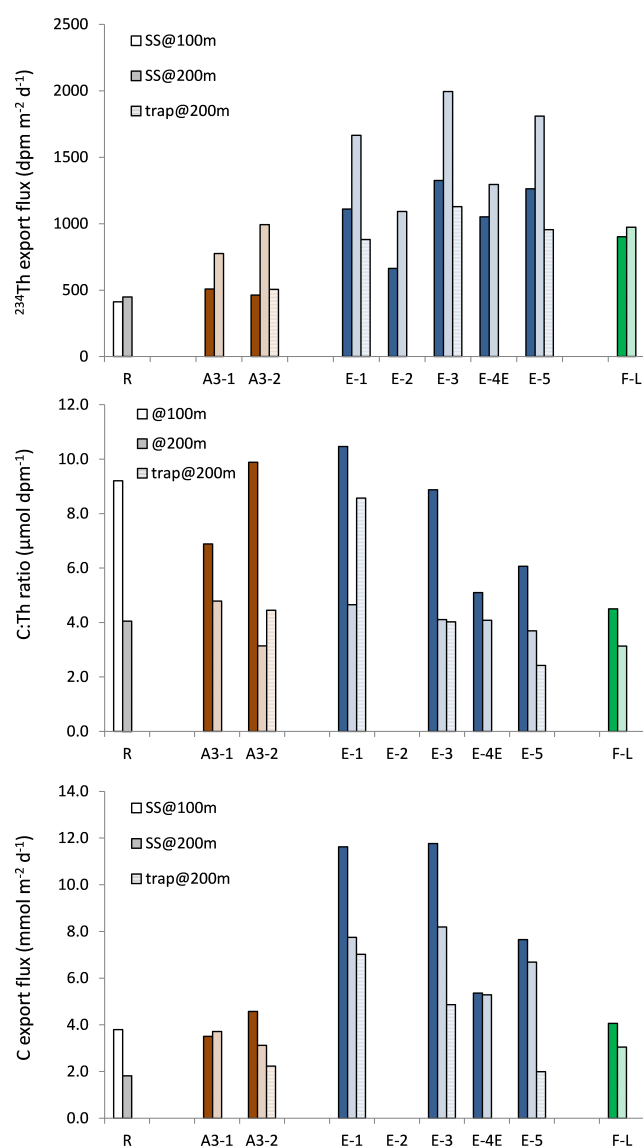 2500
2000
1500
1000
500
0
²³⁴Th export flux (dpm m⁻² d⁻¹)
SS@100m
SS@200m
trap@200m
R A3-1 A3-2 E-1 E-2 E-3 E-4E E-5 F-L
12.0
10.0
8.0
6.0
4.0
2.0
0.0
C:Th ratio (µmol dpm⁻¹)
@100m
@200m
trap@200m
R A3-1 A3-2 E-1 E-2 E-3 E-4E E-5 F-L
14.0
12.0
10.0
8.0
6.0
4.0
2.0
0.0
C export flux (mmol m⁻² d⁻¹)
SS@100m
SS@200m
trap@200m
R A3-1 A3-2 E-1 E-2 E-3 E-4E E-5 F-L